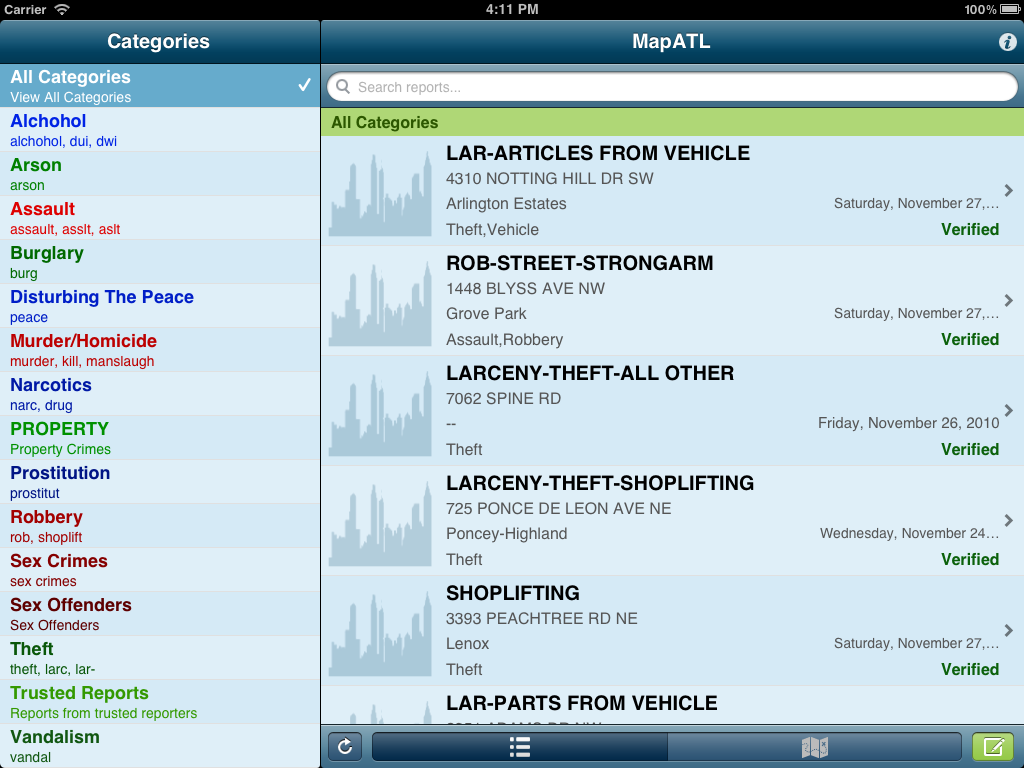 Carrier 4:11 PM 100%
Categories
All Categories
View All Categories
Alchohol
alchohol, dui, dwi
Arson
arson
Assault
assault, asslt, aslt
Burglary
burg
Disturbing The Peace
peace
Murder/Homicide
murder, kill, manslaugh
Narcotics
narc, drug
PROPERTY
Property Crimes
Prostitution
prostitut
Robbery
rob, shoplift
Sex Crimes
sex crimes
Sex Offenders
Sex Offenders
Theft
theft, larc, lar-
Trusted Reports
Reports from trusted reporters
Vandalism
vandal
MapATL
Search reports...
All Categories
LAR-ARTICLES FROM VEHICLE
4310 NOTTING HILL DR SW
Arlington Estates Saturday, November 27,...
Theft,Vehicle Verified
ROB-STREET-STRONGARM
1448 BLYSS AVE NW
Grove Park Saturday, November 27,...
Assault,Robbery Verified
LARCENY-THEFT-ALL OTHER
7062 SPINE RD
-- Friday, November 26, 2010
Theft Verified
LARCENY-THEFT-SHOPLIFTING
725 PONCE DE LEON AVE NE
Poncey-Highland Wednesday, November 24...
Theft Verified
SHOPLIFTING
3393 PEACHTREE RD NE
Lenox Saturday, November 27,...
Theft Verified
LAR-PARTS FROM VEHICLE